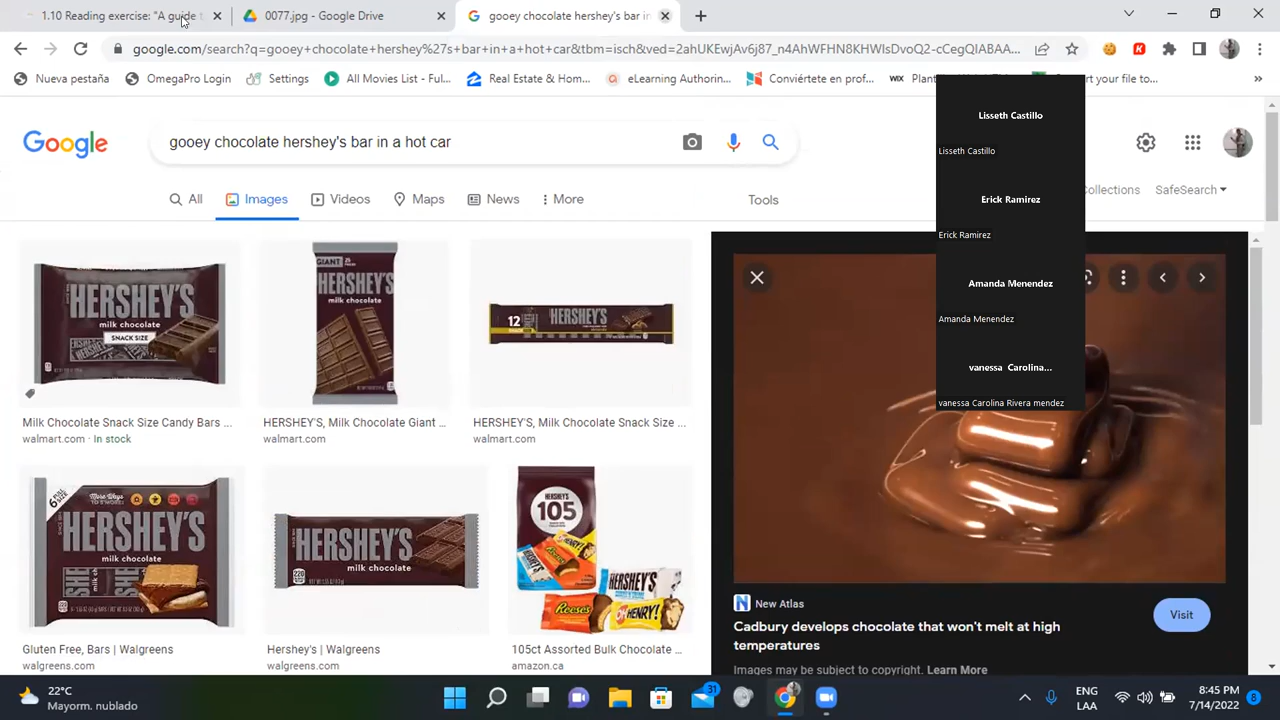 1.10 Reading exercise: "A guide t
0077.jpg - Google Drive
gooey chocolate hershey's bar in a
google.com/search?q=gooey+chocolate+hershey%27s+bar+in+a+hot+car&tbm=isch&ved=2ahUKEwjAv6j87_n4AhWFHN8KHWIsDvoQ2-cCegQIABAA...
Nueva pestaña
OmegaPro Login
Settings
All Movies List - Ful...
Real Estate & Hom...
eLearning Authorin...
Conviértete en prof...
WIX
Plant
t your file to...
Google
gooey chocolate hershey's bar in a hot car
All
Images
Videos
Maps
News
More
Tools
Collections
SafeSearch
Lisseth Castillo
Lisseth Castillo
Erick Ramirez
Erick Ramirez
Amanda Menendez
Amanda Menendez
vanessa Carolina...
vanessa Carolina Rivera mendez
HERSHEY'S
milk chocolate
SNACK SIZE
GIANT
HERSHEY'S
milk chocolate
12
HERSHEY'S
Milk Chocolate Snack Size Candy Bars ...
walmart.com · In stock
HERSHEY'S, Milk Chocolate Giant ...
walmart.com
HERSHEY'S, Milk Chocolate Snack Size ...
walmart.com
6 FULL SIZE
HERSHEY'S
milk chocolate
HERSHEY'S
milk chocolate
HERSHEY'S
105
HERSHEY'S
Reese's
OH HENRY!
Gluten Free, Bars | Walgreens
walgreens.com
Hershey's | Walgreens
walgreens.com
105ct Assorted Bulk Chocolate ...
amazon.ca
New Atlas
Visit
Cadbury develops chocolate that won't melt at high
temperatures
Images may be subject to copyright. Learn More
22°C
Mayorm. nublado
31
ENG
LAA
8:45 PM
7/14/2022
8